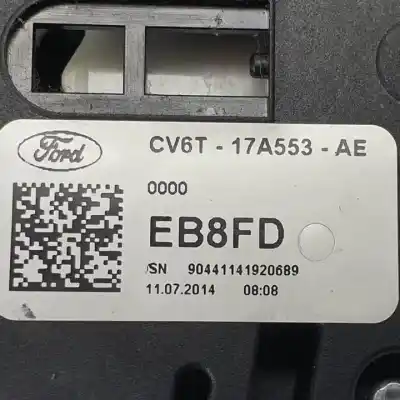 Ford
CV6T - 17A553 - AE
0000
EB8FD
/SN 90441141920689
11.07.2014 08:08